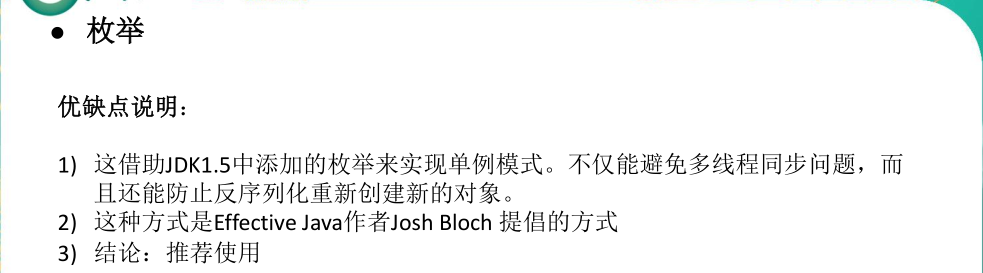 • 枚举
优缺点说明：
1) 这借助JDK1.5中添加的枚举来实现单例模式。不仅能避免多线程同步问题，而
且还能防止反序列化重新创建新的对象。
2) 这种方式是Effective Java作者Josh Bloch 提倡的方式
3) 结论：推荐使用